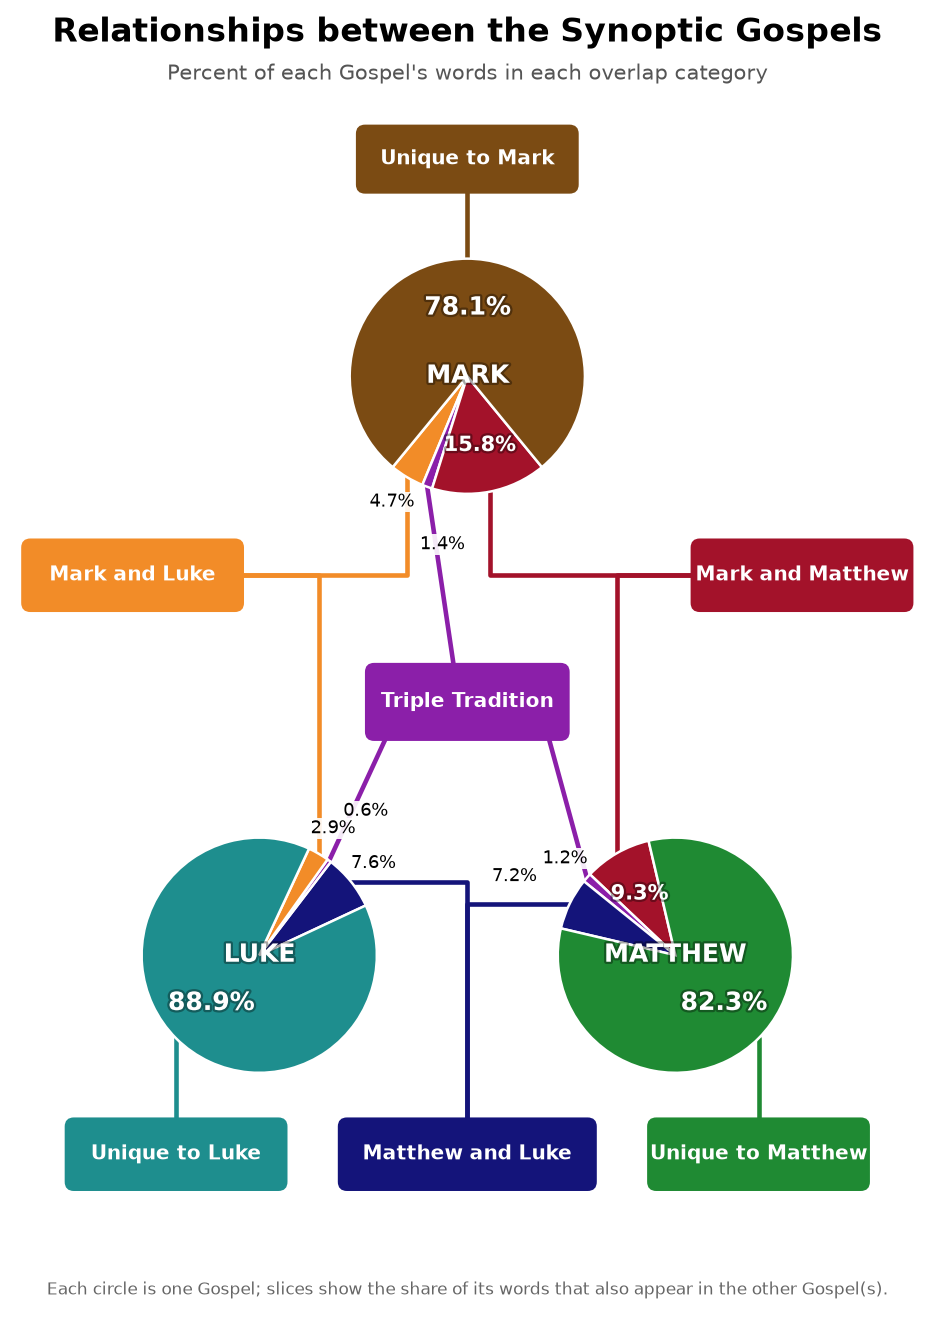 Relationships between the Synoptic Gospels
Percent of each Gospel's words in each overlap category
Unique to Mark
78.1%
MARK
15.8%
4.7%
1.4%
Mark and Luke
Mark and Matthew
Triple Tradition
0.6%
2.9%
7.6%
1.2%
7.2%
9.3%
LUKE
MATTHEW
88.9%
82.3%
Unique to Luke
Matthew and Luke
Unique to Matthew
Each circle is one Gospel; slices show the share of its words that also appear in the other Gospel(s).